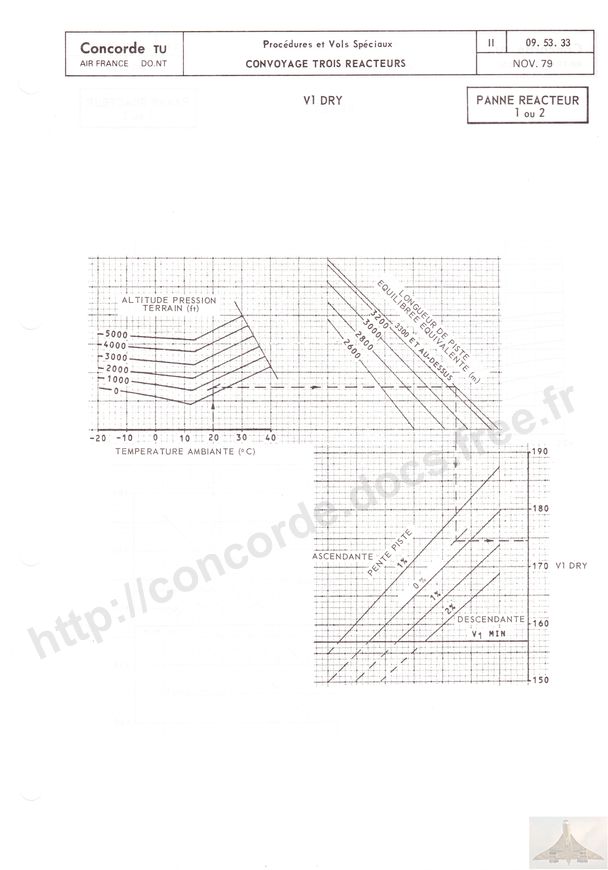 Concorde TU
AIR FRANCE DO.NT
Procédures et Vols Spéciaux
CONVOYAGE TROIS REACTEURS
II
09. 53. 33
NOV. 79
V1 DRY
PANNE REACTEUR
1 ou 2
ALTITUDE PRESSION
TERRAIN (ft)
5000
4000
3000
2000
1000
0
-20 -10 0 10 20 30 40
TEMPERATURE AMBIANTE (°C)
LONGUEUR DE PISTE
EQUILIBREE EQUIVALENTE (m)
3300 ET AU-DESSUS
3200
3000
2800
2600
190
180
170
160
150
V1 DRY
ASCENDANTE
PENTE PISTE
1%
0%
1%
2%
DESCENDANTE
V1 MIN
http://concorde.docs.free.fr